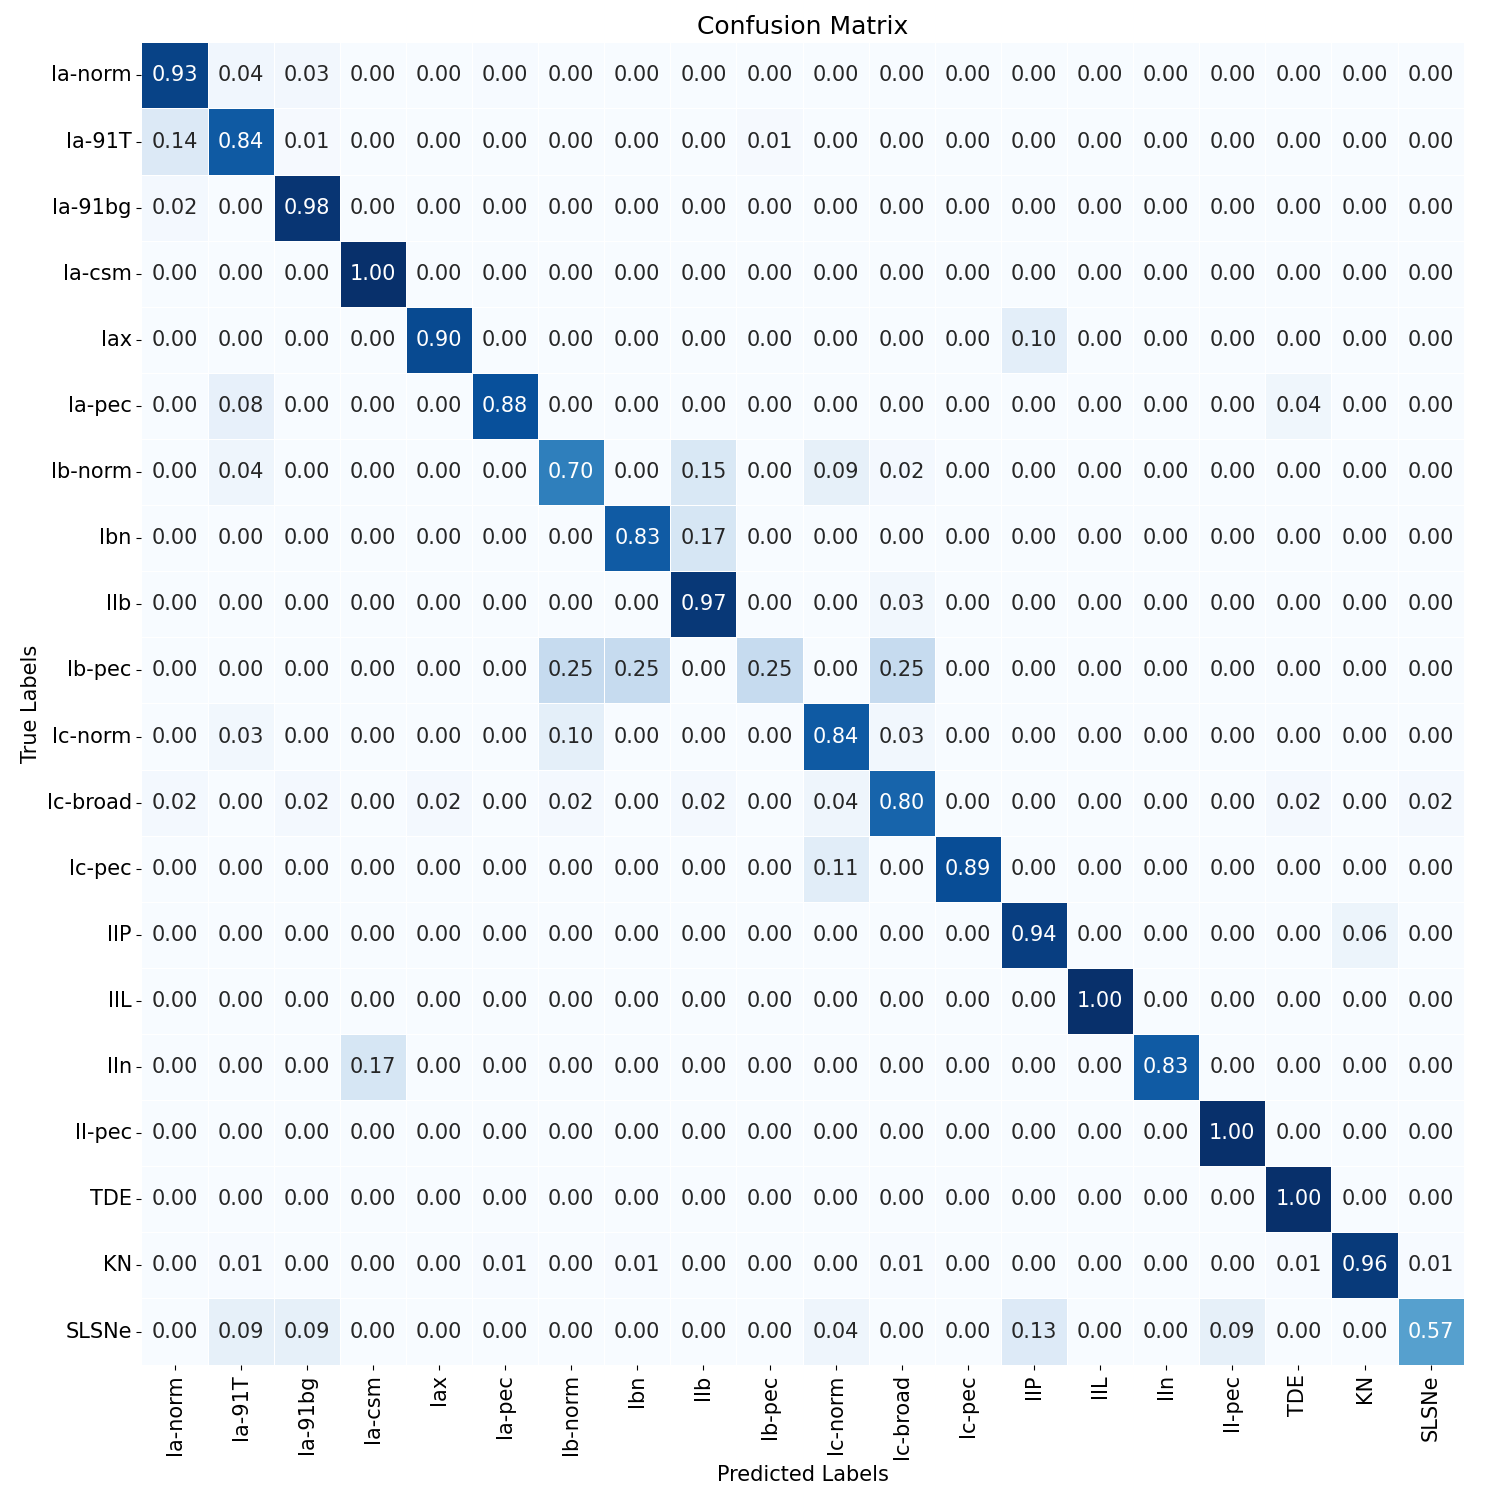 Confusion Matrix
Ia-norm 0.93 0.04 0.03 0.00 0.00 0.00 0.00 0.00 0.00 0.00 0.00 0.00 0.00 0.00 0.00 0.00 0.00 0.00 0.00 0.00
Ia-91T 0.14 0.84 0.01 0.00 0.00 0.00 0.00 0.00 0.00 0.01 0.00 0.00 0.00 0.00 0.00 0.00 0.00 0.00 0.00 0.00
Ia-91bg 0.02 0.00 0.98 0.00 0.00 0.00 0.00 0.00 0.00 0.00 0.00 0.00 0.00 0.00 0.00 0.00 0.00 0.00 0.00 0.00
Ia-csm 0.00 0.00 0.00 1.00 0.00 0.00 0.00 0.00 0.00 0.00 0.00 0.00 0.00 0.00 0.00 0.00 0.00 0.00 0.00 0.00
Iax 0.00 0.00 0.00 0.00 0.90 0.00 0.00 0.00 0.00 0.00 0.00 0.00 0.00 0.10 0.00 0.00 0.00 0.00 0.00 0.00
Ia-pec 0.00 0.08 0.00 0.00 0.00 0.88 0.00 0.00 0.00 0.00 0.00 0.00 0.00 0.00 0.00 0.00 0.00 0.04 0.00 0.00
Ib-norm 0.00 0.04 0.00 0.00 0.00 0.00 0.70 0.00 0.15 0.00 0.09 0.02 0.00 0.00 0.00 0.00 0.00 0.00 0.00 0.00
Ibn 0.00 0.00 0.00 0.00 0.00 0.00 0.00 0.83 0.17 0.00 0.00 0.00 0.00 0.00 0.00 0.00 0.00 0.00 0.00 0.00
IIb 0.00 0.00 0.00 0.00 0.00 0.00 0.00 0.00 0.97 0.00 0.00 0.03 0.00 0.00 0.00 0.00 0.00 0.00 0.00 0.00
Ib-pec 0.00 0.00 0.00 0.00 0.00 0.00 0.25 0.25 0.00 0.25 0.00 0.25 0.00 0.00 0.00 0.00 0.00 0.00 0.00 0.00
Ic-norm 0.00 0.03 0.00 0.00 0.00 0.00 0.10 0.00 0.00 0.00 0.84 0.03 0.00 0.00 0.00 0.00 0.00 0.00 0.00 0.00
Ic-broad 0.02 0.00 0.02 0.00 0.02 0.00 0.02 0.00 0.02 0.00 0.04 0.80 0.00 0.00 0.00 0.00 0.00 0.02 0.00 0.02
Ic-pec 0.00 0.00 0.00 0.00 0.00 0.00 0.00 0.00 0.00 0.00 0.11 0.00 0.89 0.00 0.00 0.00 0.00 0.00 0.00 0.00
IIP 0.00 0.00 0.00 0.00 0.00 0.00 0.00 0.00 0.00 0.00 0.00 0.00 0.00 0.94 0.00 0.00 0.00 0.00 0.06 0.00
IIL 0.00 0.00 0.00 0.00 0.00 0.00 0.00 0.00 0.00 0.00 0.00 0.00 0.00 0.00 1.00 0.00 0.00 0.00 0.00 0.00
IIn 0.00 0.00 0.00 0.17 0.00 0.00 0.00 0.00 0.00 0.00 0.00 0.00 0.00 0.00 0.00 0.83 0.00 0.00 0.00 0.00
II-pec 0.00 0.00 0.00 0.00 0.00 0.00 0.00 0.00 0.00 0.00 0.00 0.00 0.00 0.00 0.00 0.00 1.00 0.00 0.00 0.00
TDE 0.00 0.00 0.00 0.00 0.00 0.00 0.00 0.00 0.00 0.00 0.00 0.00 0.00 0.00 0.00 0.00 0.00 1.00 0.00 0.00
KN 0.00 0.01 0.00 0.00 0.00 0.01 0.00 0.01 0.00 0.00 0.00 0.01 0.00 0.00 0.00 0.00 0.00 0.01 0.96 0.01
SLSNe 0.00 0.09 0.09 0.00 0.00 0.00 0.00 0.00 0.00 0.00 0.04 0.00 0.00 0.13 0.00 0.00 0.09 0.00 0.00 0.57
True Labels
Ia-norm Ia-91T Ia-91bg Ia-csm Iax Ia-pec Ib-norm Ibn IIb Ib-pec Ic-norm Ic-broad Ic-pec IIP IIL IIn II-pec TDE KN SLSNe
Predicted Labels